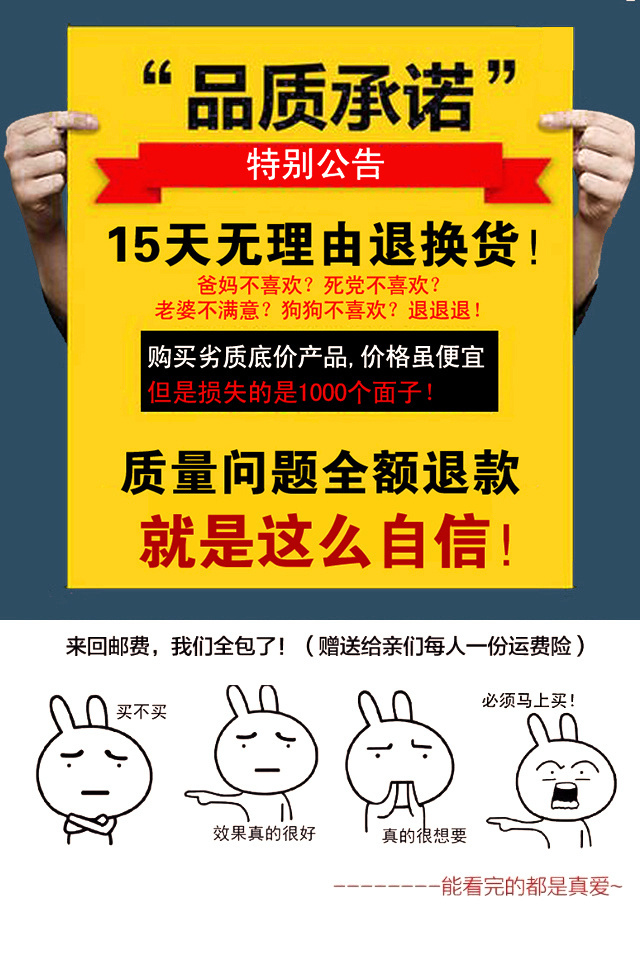 “品质承诺”
特别公告
15天无理由退换货!
爸妈不喜欢？死党不喜欢？
老婆不满意？狗狗不喜欢？退退退！
购买劣质底价产品,价格虽便宜
但是损失的是1000个面子！
质量问题全额退款
就是这么自信!
来回邮费，我们全包了！（赠送给亲们每人一份运费险）
买不买
效果真的很好
真的很想要
必须马上买！
--------能看完的都是真爱~